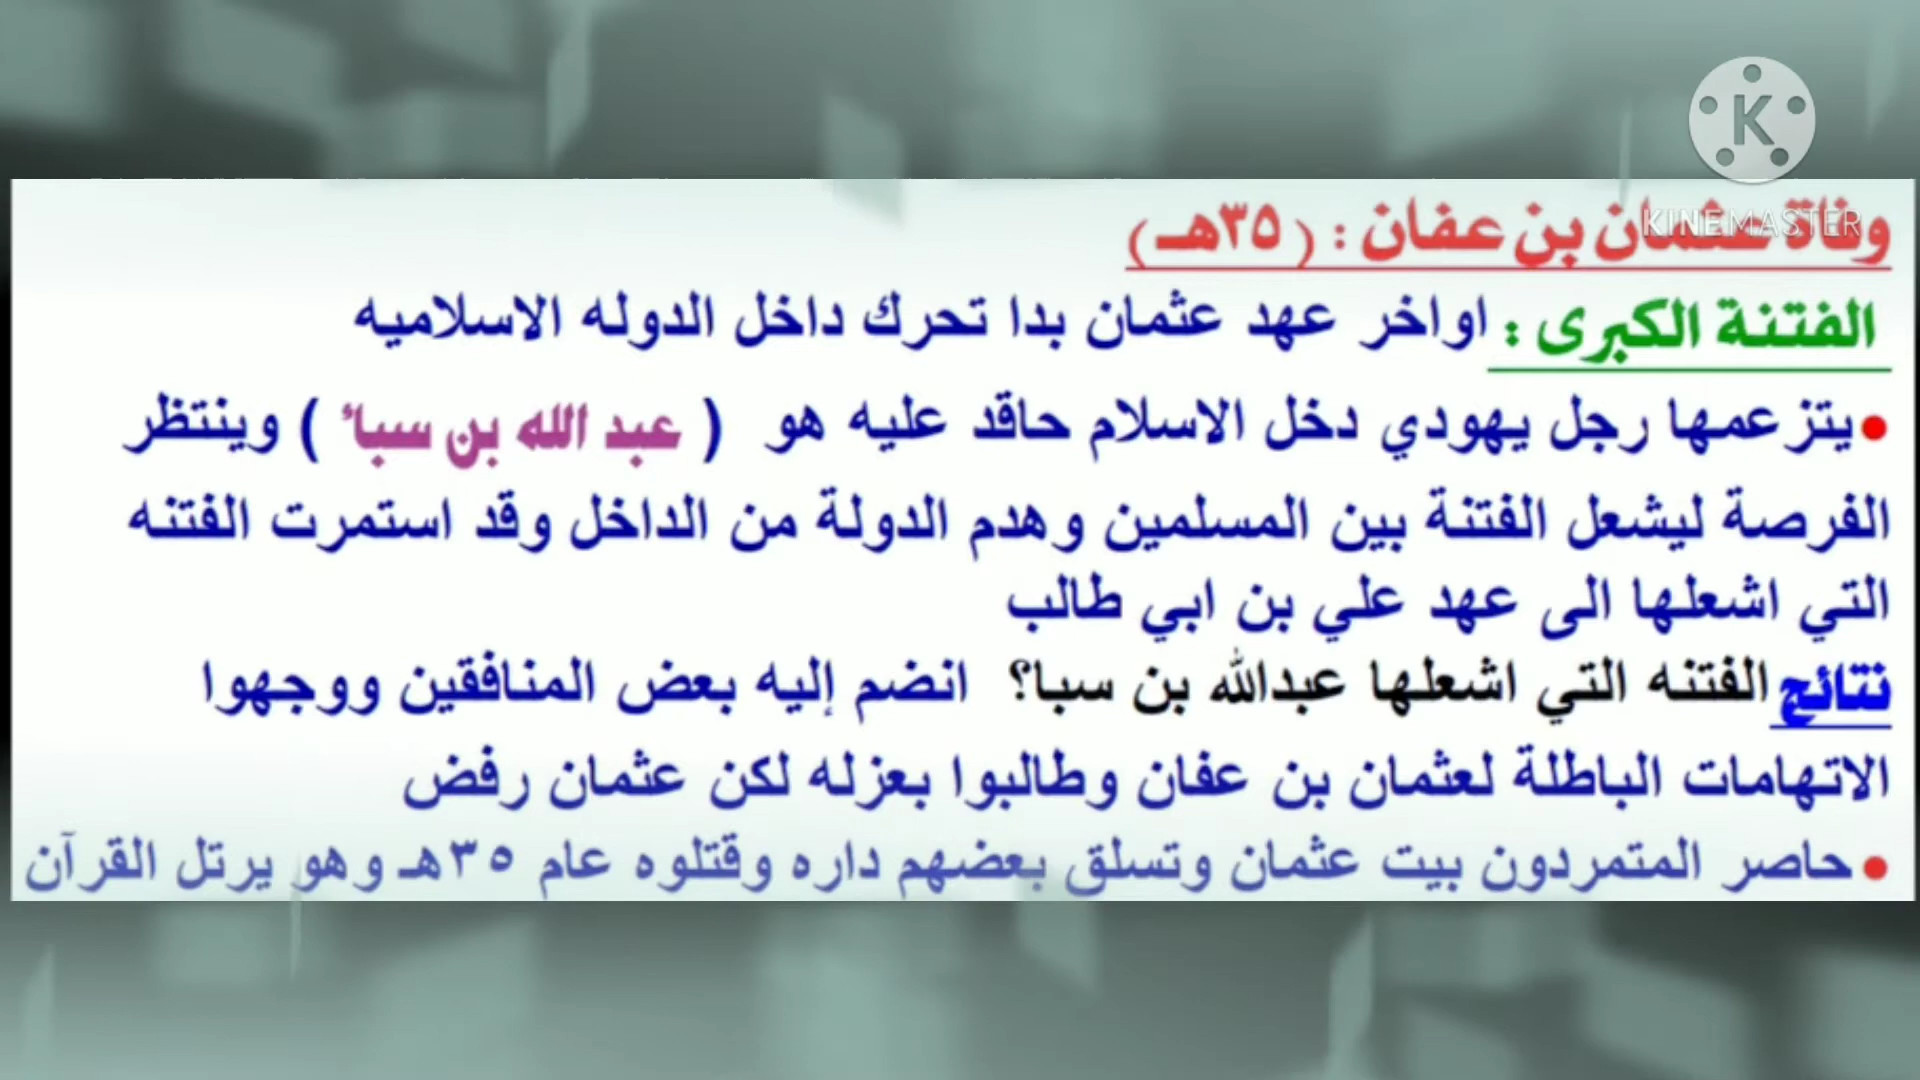 K
KINEMASTER
وفاة عثمان بن عفان : (٣٥هـ)
الفتنة الكبرى : اواخر عهد عثمان بدا تحرك داخل الدوله الاسلاميه
•يتزعمها رجل يهودي دخل الاسلام حاقد عليه هو ( عبد الله بن سبأ ) وينتظر
الفرصة ليشعل الفتنة بين المسلمين وهدم الدولة من الداخل وقد استمرت الفتنه
التي اشعلها الى عهد علي بن ابي طالب
نتائج الفتنه التي اشعلها عبدالله بن سبا؟ انضم إليه بعض المنافقين ووجهوا
الاتهامات الباطلة لعثمان بن عفان وطالبوا بعزله لكن عثمان رفض
•حاصر المتمردون بيت عثمان وتسلق بعضهم داره وقتلوه عام ٣٥هـ وهو يرتل القرآن